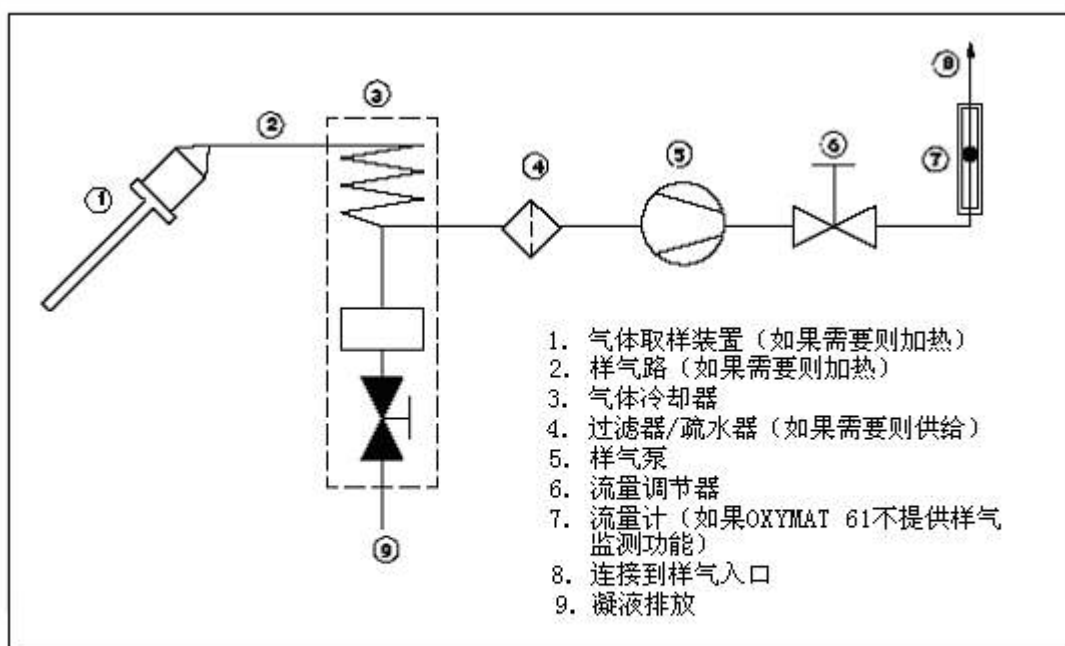 ③
⑧
②
⑥
④
⑤
⑦
①
1. 气体取样装置（如果需要则加热）
2. 样气路（如果需要则加热）
3. 气体冷却器
4. 过滤器/疏水器（如果需要则供给）
5. 样气泵
6. 流量调节器
7. 流量计（如果OXYMAT 61不提供样气
监测功能）
8. 连接到样气入口
9. 凝液排放
⑨